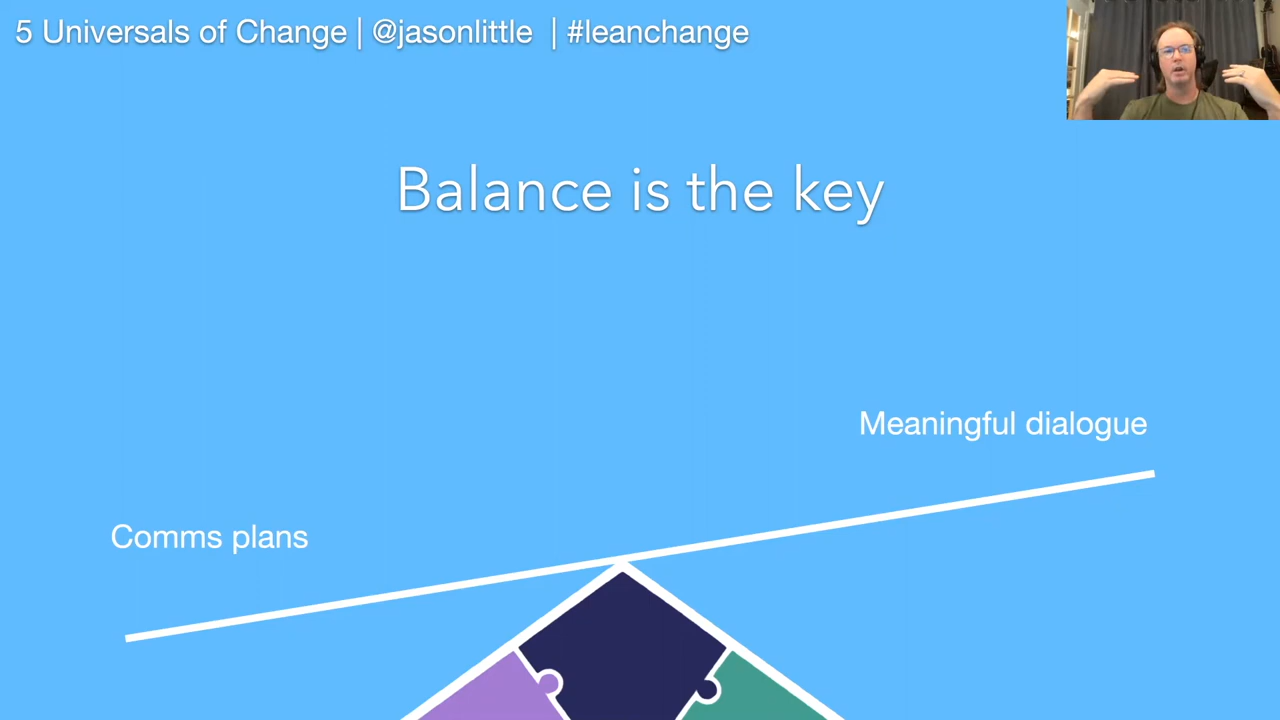 5 Universals of Change | @jasonlittle | #leanchange
Balance is the key
Meaningful dialogue
Comms plans